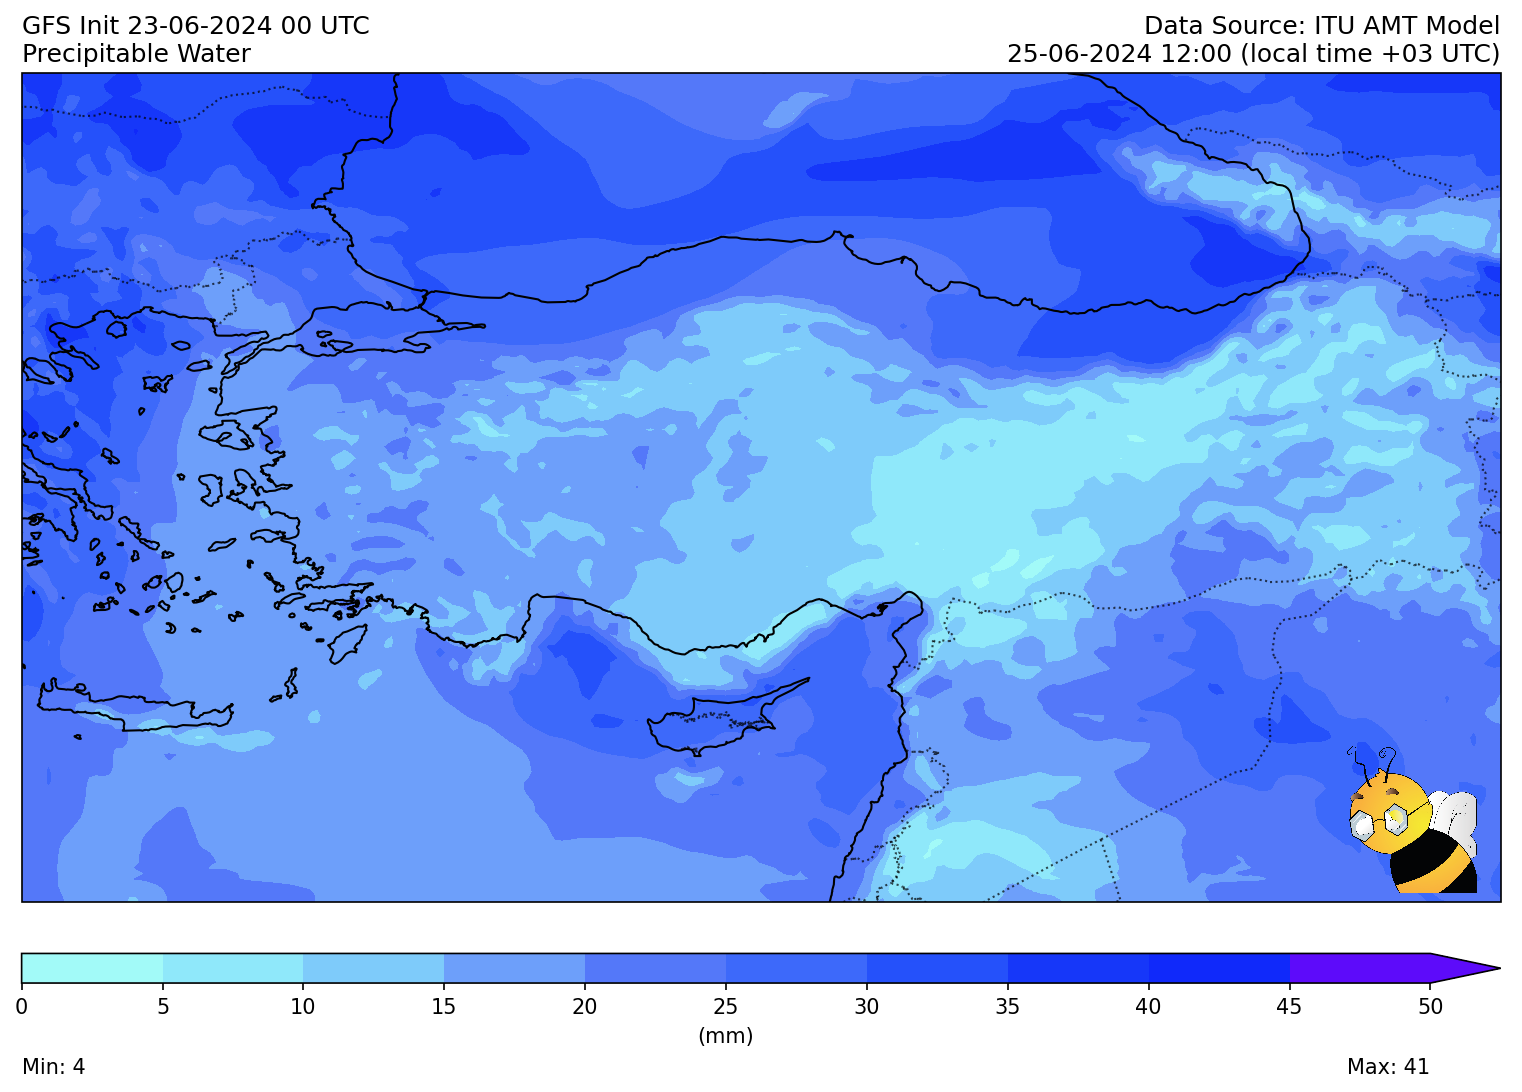 GFS Init 23-06-2024 00 UTC
Data Source: ITU AMT Model
Precipitable Water
25-06-2024 12:00 (local time +03 UTC)
0 5 10 15 20 25 30 35 40 45 50
(mm)
Min: 4
Max: 41